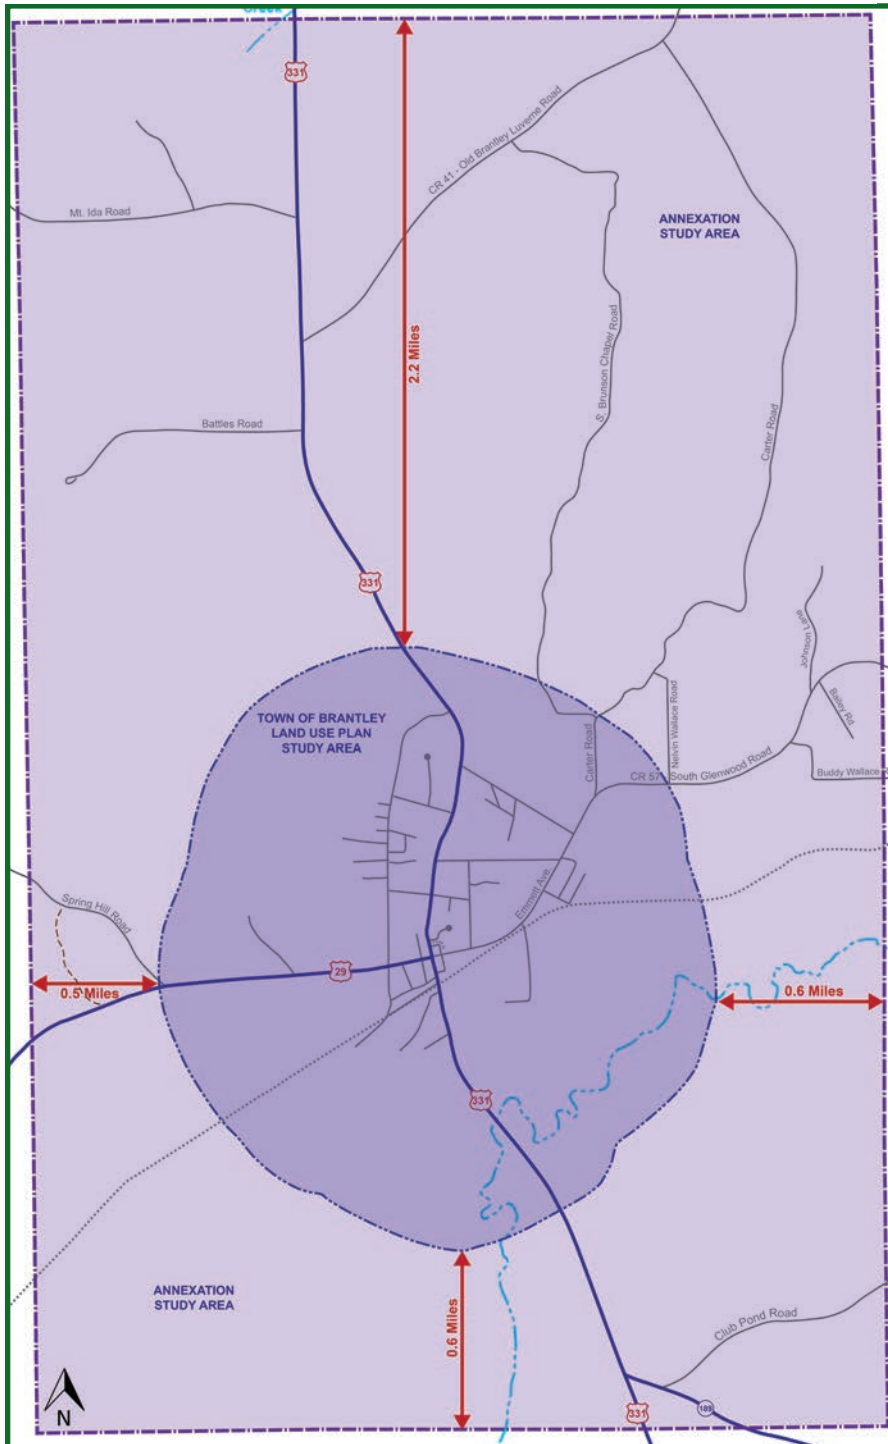 Creek
331
CR 41 - Old Brantley Luverne Road
Mt. Ida Road
ANNEXATION
STUDY AREA
2.2 Miles
S. Brunson Chapel Road
Carter Road
Battles Road
331
Johnson Lane
Bailey Rd
Nelvin Wallace Road
TOWN OF BRANTLEY
LAND USE PLAN
STUDY AREA
Carter Road
CR 57 - South Glenwood Road
Buddy Wallace
Spring Hill Road
Emmett Ave.
29
0.5 Miles
0.6 Miles
331
ANNEXATION
STUDY AREA
0.6 Miles
Club Pond Road
N
331
189